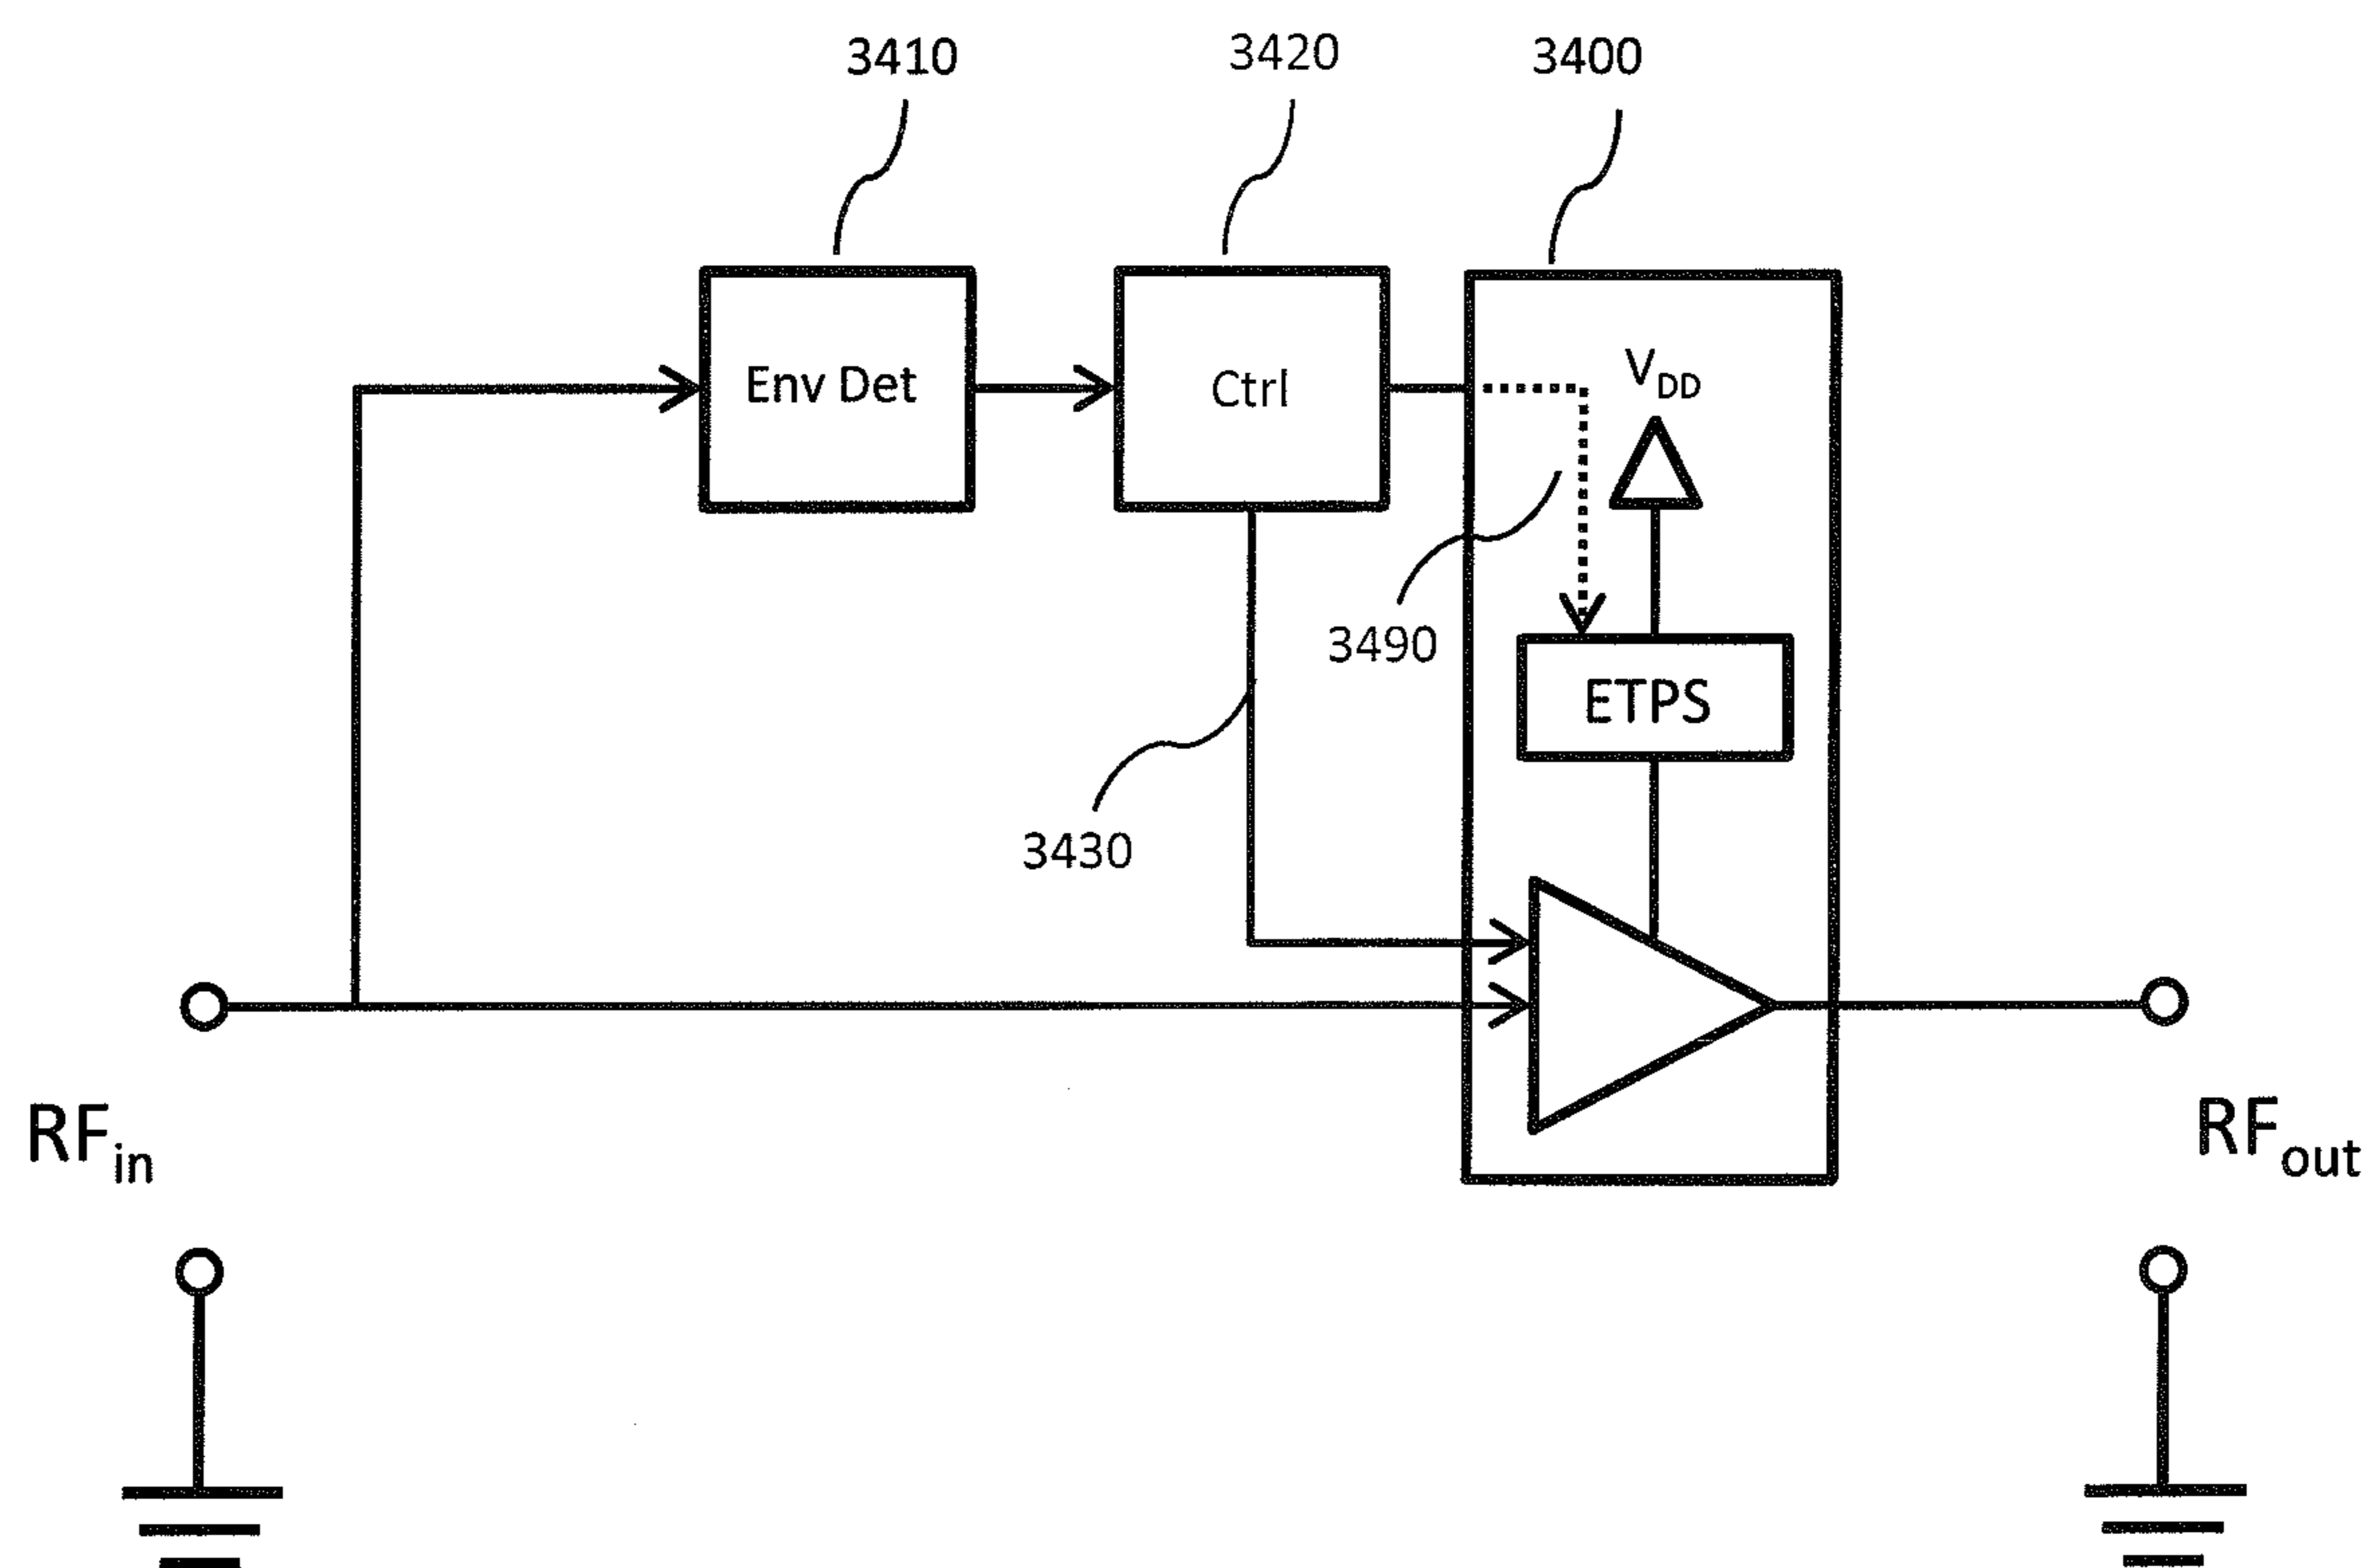 3410
3420
3400
Env Det
Ctrl
VDD
3490
ETPS
3430
RFin
RFout